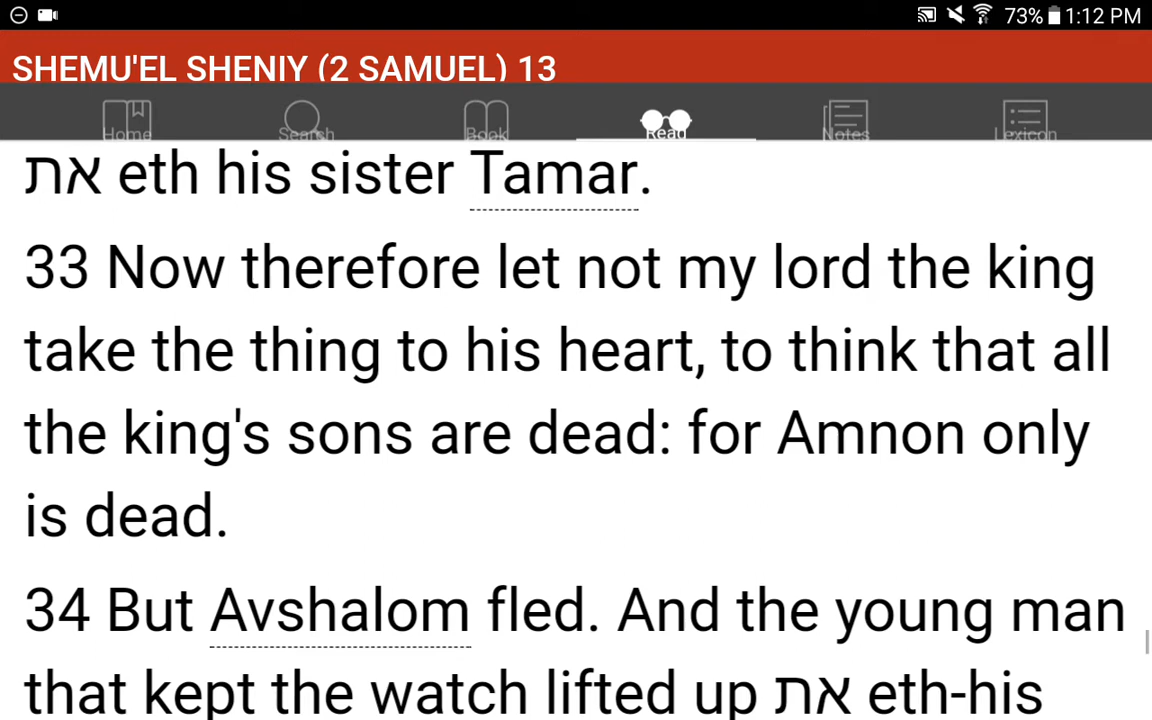 73% 1:12 PM
SHEMU'EL SHENIY (2 SAMUEL) 13
Home Search Book Read Notes Lexicon
את eth his sister Tamar.
33 Now therefore let not my lord the king
take the thing to his heart, to think that all
the king's sons are dead: for Amnon only
is dead.
34 But Avshalom fled. And the young man
that kept the watch lifted up את eth-his